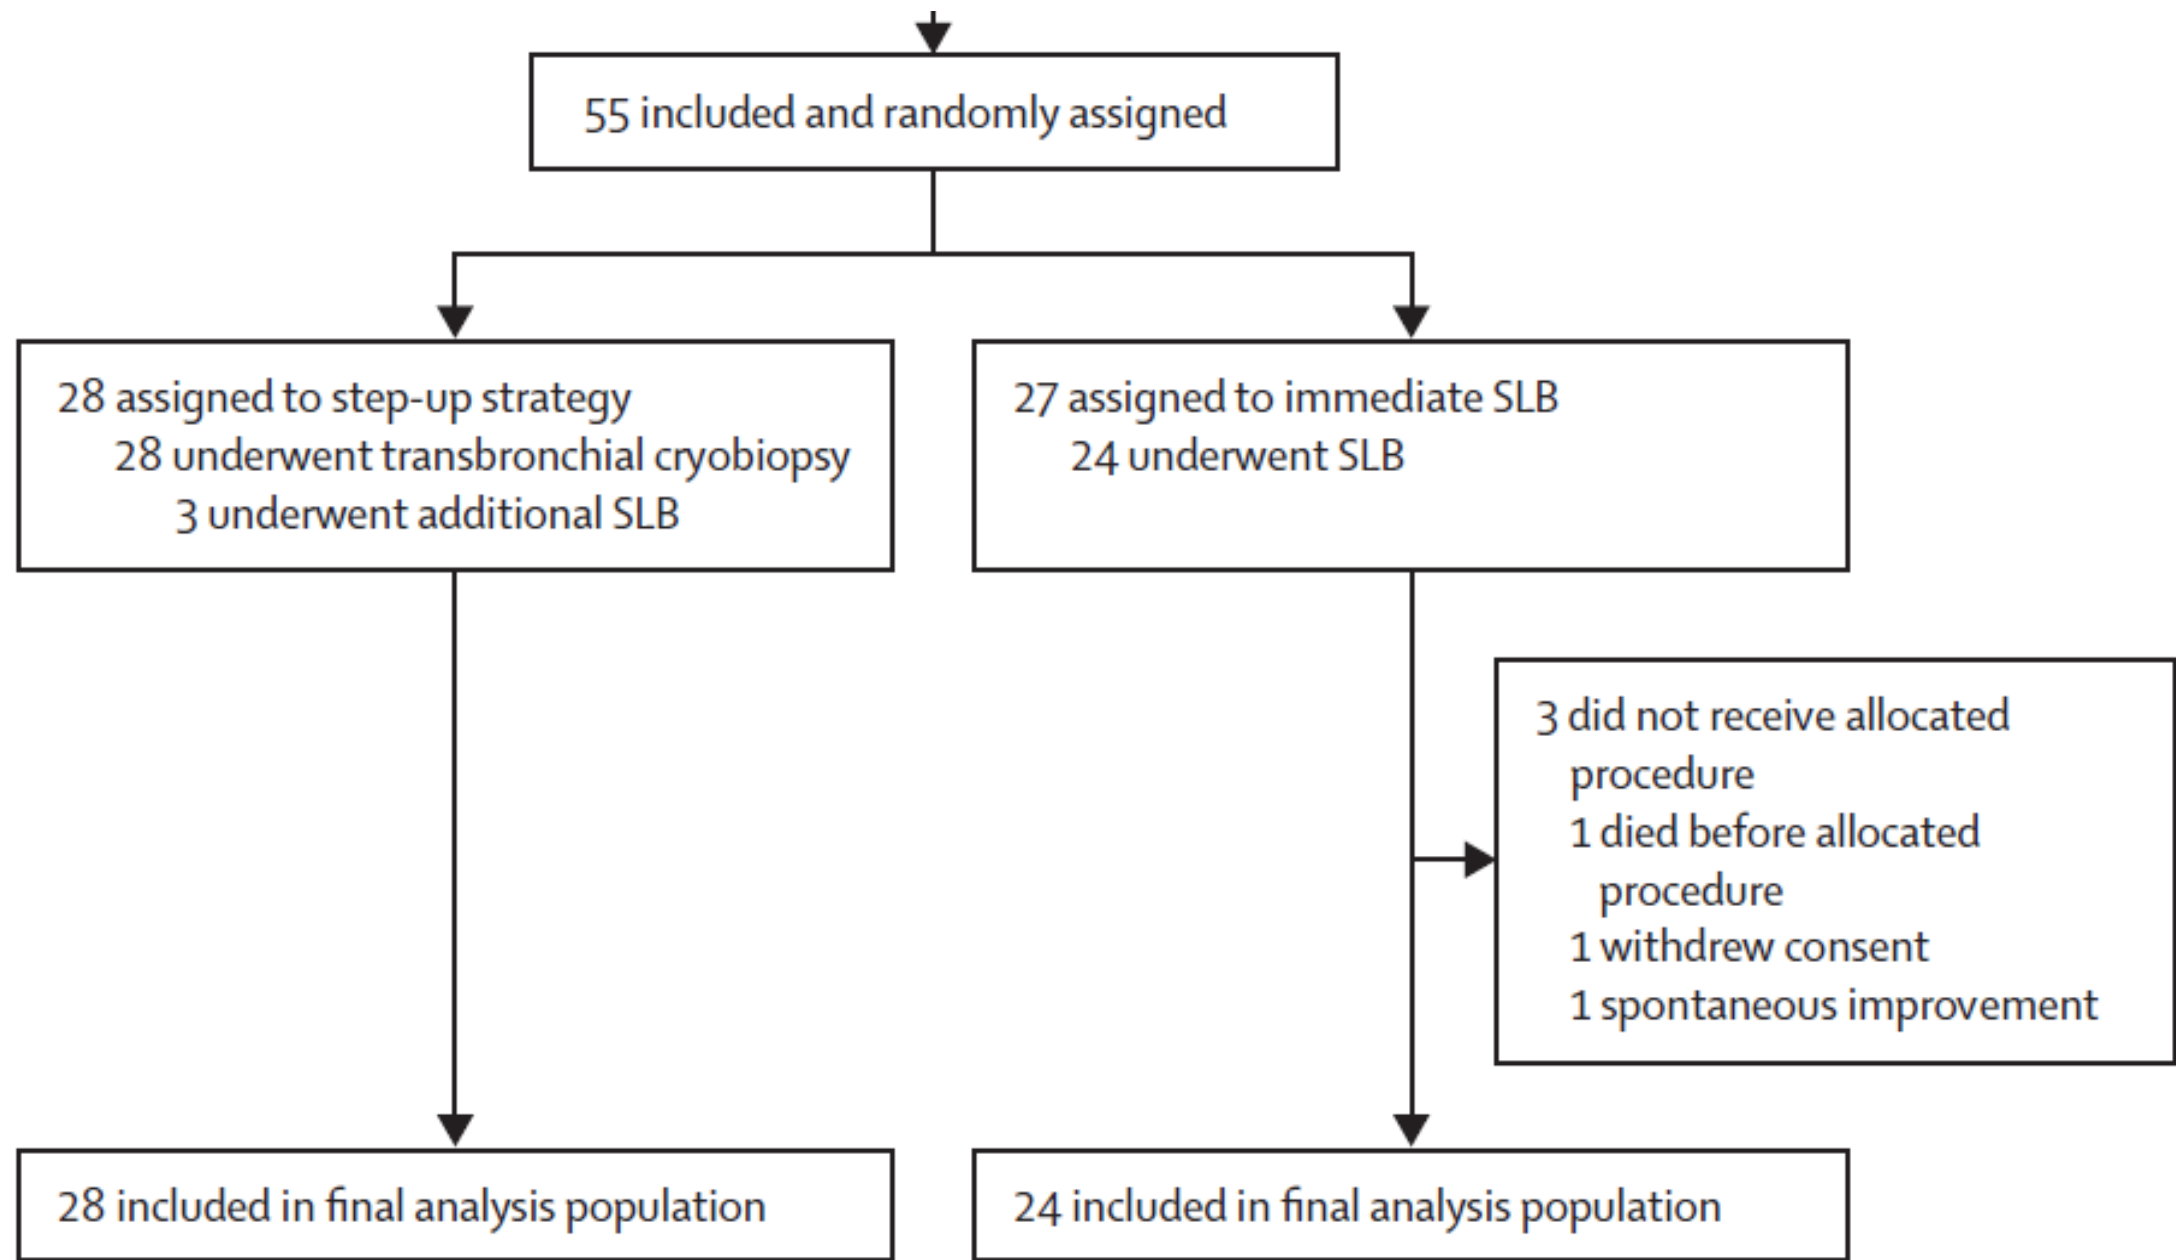 55 included and randomly assigned
28 assigned to step-up strategy
28 underwent transbronchial cryobiopsy
3 underwent additional SLB
27 assigned to immediate SLB
24 underwent SLB
3 did not receive allocated
procedure
1 died before allocated
procedure
1 withdrew consent
1 spontaneous improvement
28 included in final analysis population
24 included in final analysis population